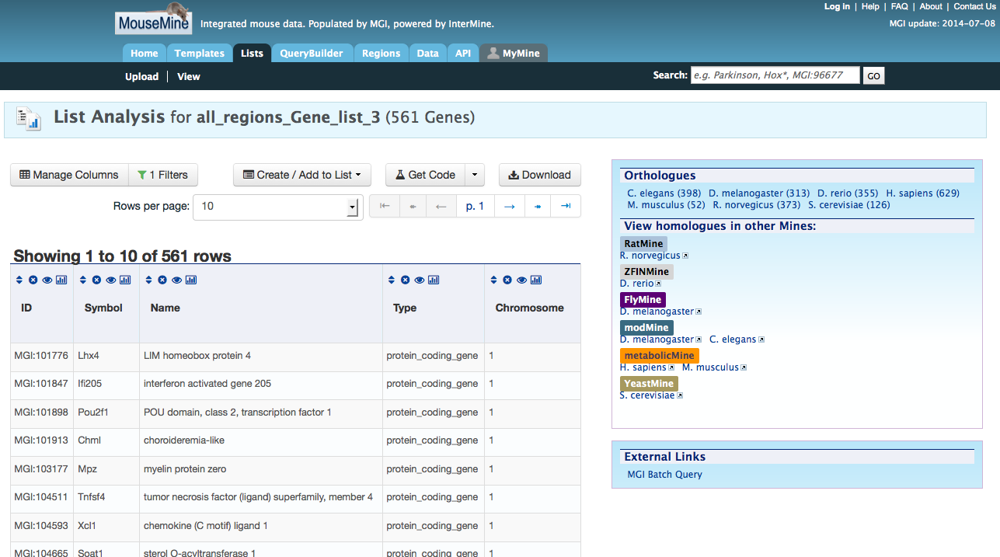 Log In | Help | FAQ | About | Contact Us
MouseMine Integrated mouse data. Populated by MGI, powered by InterMine.
MGI update: 2014-07-08
Home Templates Lists QueryBuilder Regions Data API MyMine
Upload | View
Search: e.g. Parkinson, Hox*, MGI:96677 GO
List Analysis for all_regions_Gene_list_3 (561 Genes)
Manage Columns 1 Filters Create / Add to List Get Code Download
Rows per page: 10 p. 1
Showing 1 to 10 of 561 rows
ID Symbol Name Type Chromosome
MGI:101776 Lhx4 LIM homeobox protein 4 protein_coding_gene 1
MGI:101847 Ifi205 interferon activated gene 205 protein_coding_gene 1
MGI:101898 Pou2f1 POU domain, class 2, transcription factor 1 protein_coding_gene 1
MGI:101913 Chml choroideremia-like protein_coding_gene 1
MGI:103177 Mpz myelin protein zero protein_coding_gene 1
MGI:104511 Tnfsf4 tumor necrosis factor (ligand) superfamily, member 4 protein_coding_gene 1
MGI:104593 Xcl1 chemokine (C motif) ligand 1 protein_coding_gene 1
MGI:104665 Soat1 sterol O-acyltransferase 1 protein_coding_gene 1
Orthologues
C. elegans (398) D. melanogaster (313) D. rerio (355) H. sapiens (629)
M. musculus (52) R. norvegicus (373) S. cerevisiae (126)
View homologues in other Mines:
RatMine
R. norvegicus
ZFINMine
D. rerio
FlyMine
D. melanogaster
modMine
D. melanogaster C. elegans
metabolicMine
H. sapiens M. musculus
YeastMine
S. cerevisiae
External Links
MGI Batch Query